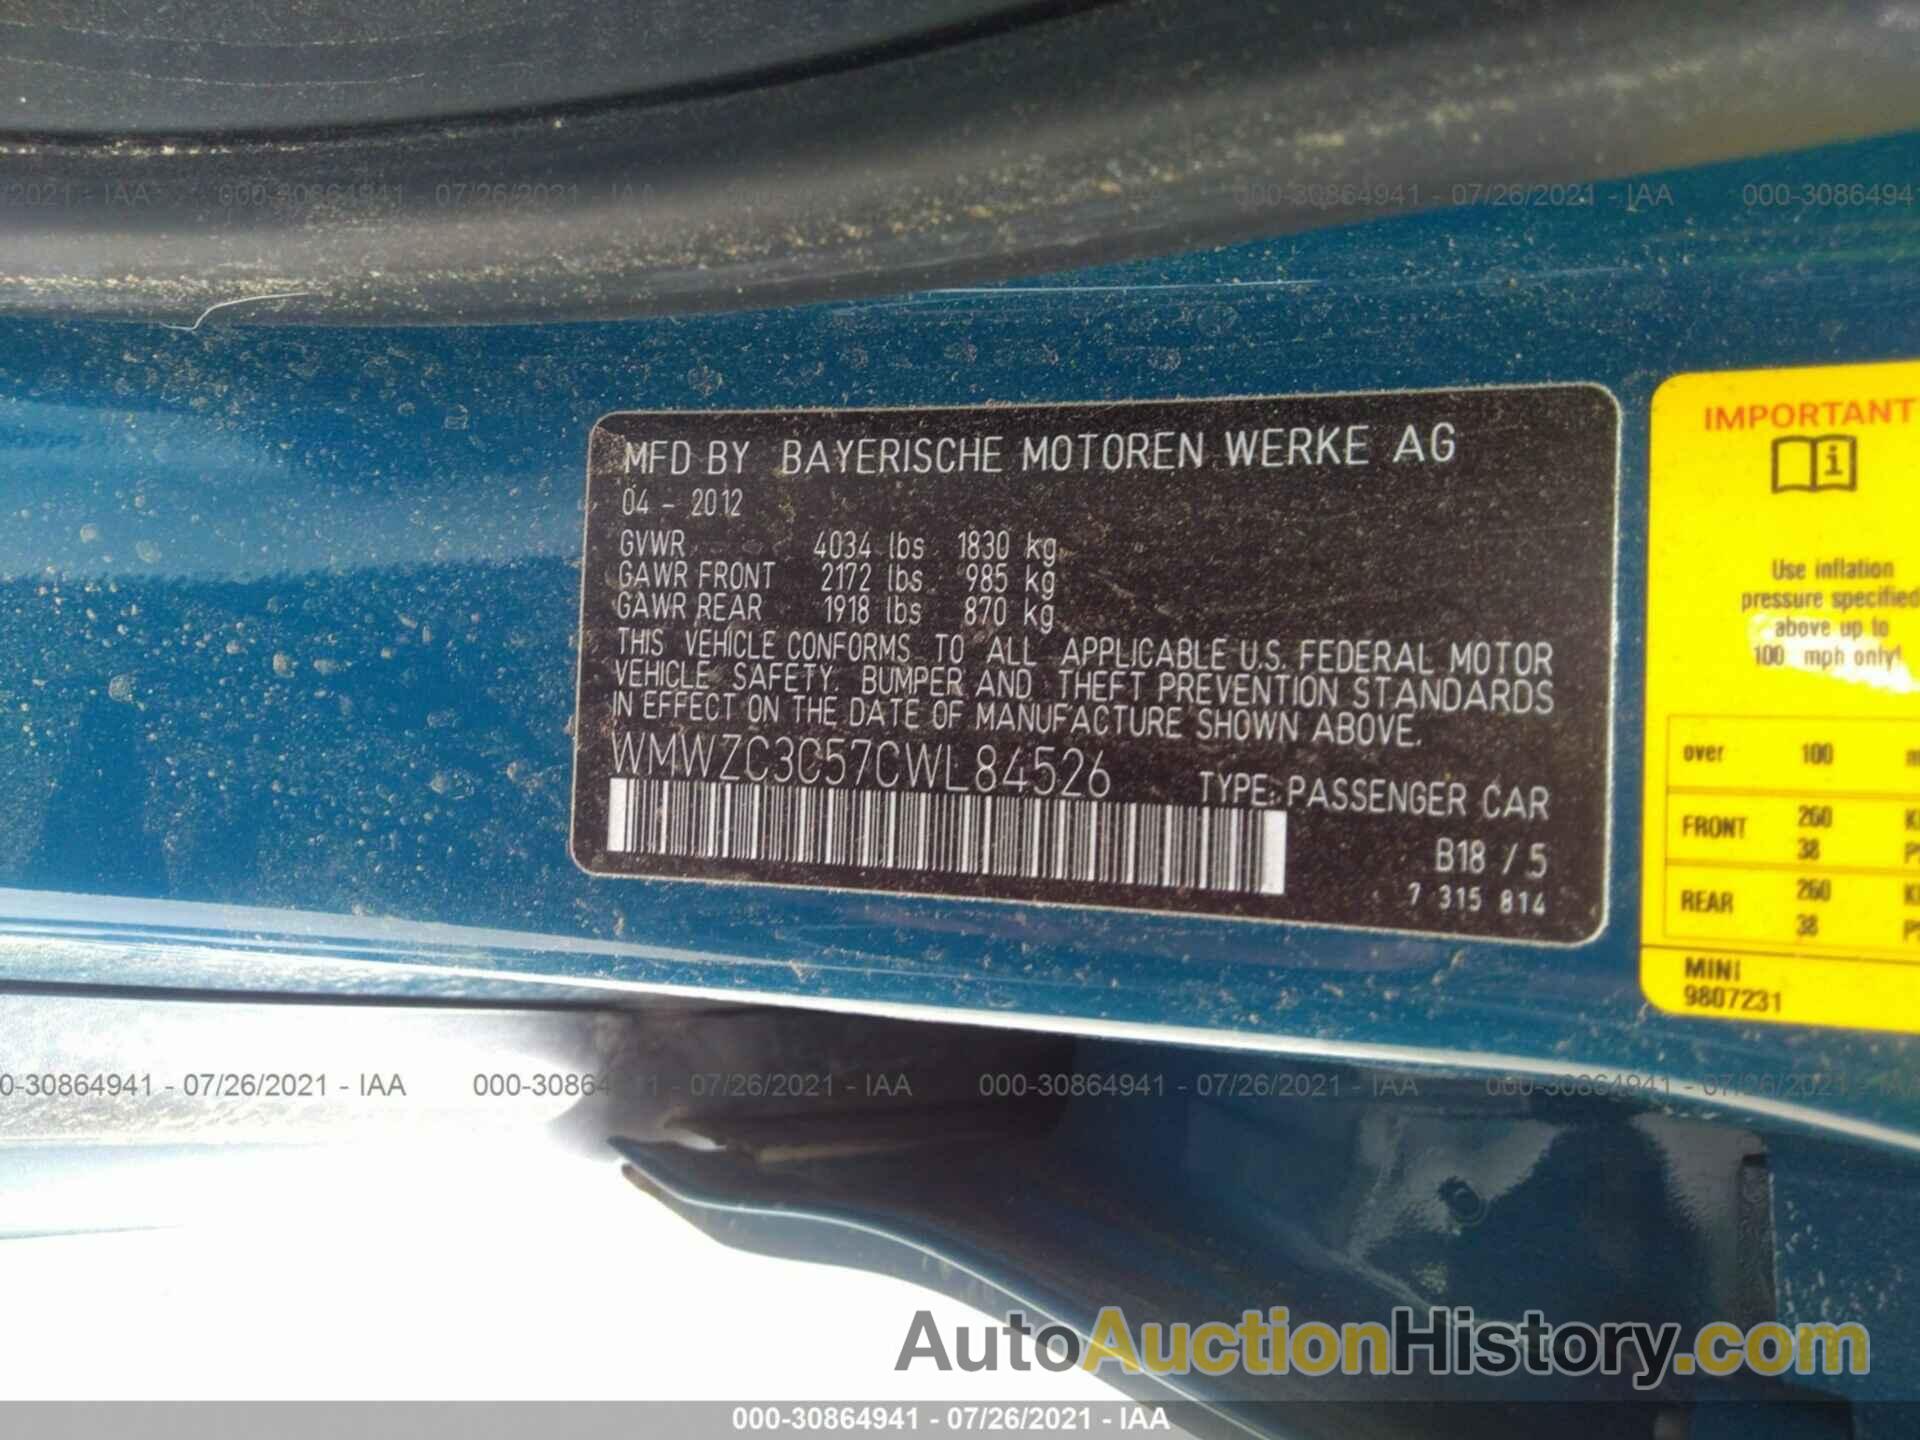 /2021 - IAA 000-30864941 - 07/26/2021 - IAA 000-30864941 - 07/26/2021 - IAA 000-3086494
MFD BY BAYERISCHE MOTOREN WERKE AG
04 - 2012
GVWR 4034 lbs 1830 kg
GAWR FRONT 2172 lbs 985 kg
GAWR REAR 1918 lbs 870 kg
THIS VEHICLE CONFORMS TO ALL APPLICABLE U.S. FEDERAL MOTOR
VEHICLE SAFETY, BUMPER AND THEFT PREVENTION STANDARDS
IN EFFECT ON THE DATE OF MANUFACTURE SHOWN ABOVE.
WMWZC3C57CWL84526 TYPE: PASSENGER CAR
B18 / 5
7 315 814
IMPORTANT
i
Use inflation
pressure specified
above up to
100 mph only!
over 100 m
FRONT 260 K
38 P
REAR 260 K
38 P
MINI
9807231
0-30864941 - 07/26/2021 - IAA 000-30864941 - 07/26/2021 - IAA 000-30864941 - 07/26/2021 - IAA 000-30864941 - 07/26/2021 - IAA
AutoAuctionHistory.com
000-30864941 - 07/26/2021 - IAA